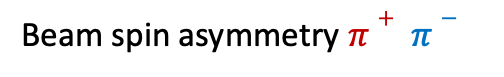 Beam spin asymmetry π⁺ π⁻